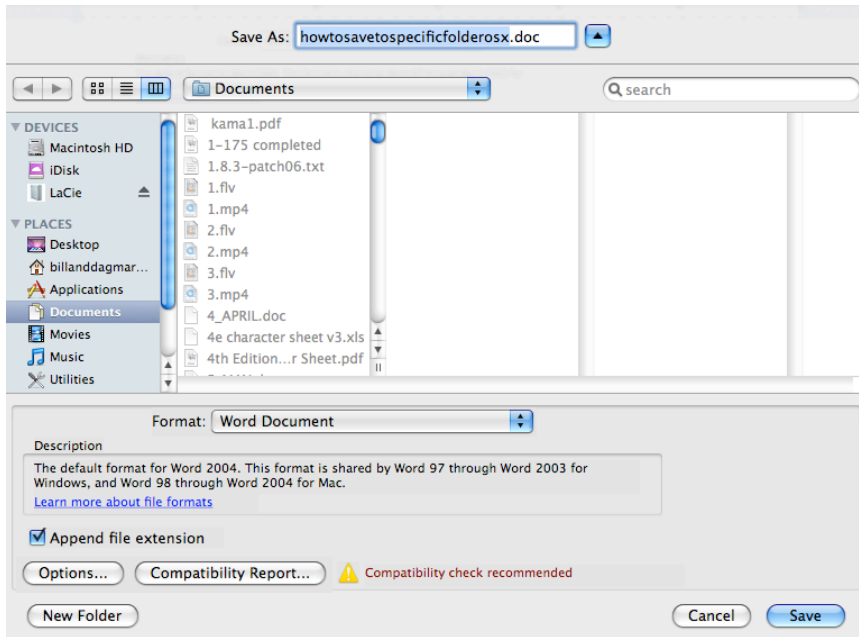 Save As: howtosavetospecificfolderosx.doc
Documents
search
DEVICES
Macintosh HD
iDisk
LaCie
PLACES
Desktop
billanddagmar...
Applications
Documents
Movies
Music
Utilities
kama1.pdf
1-175 completed
1.8.3-patch06.txt
1.flv
1.mp4
2.flv
2.mp4
3.flv
3.mp4
4_APRIL.doc
4e character sheet v3.xls
4th Edition...r Sheet.pdf
Format: Word Document
Description
The default format for Word 2004. This format is shared by Word 97 through Word 2003 for
Windows, and Word 98 through Word 2004 for Mac.
Learn more about file formats
Append file extension
Options... Compatibility Report... Compatibility check recommended
New Folder Cancel Save